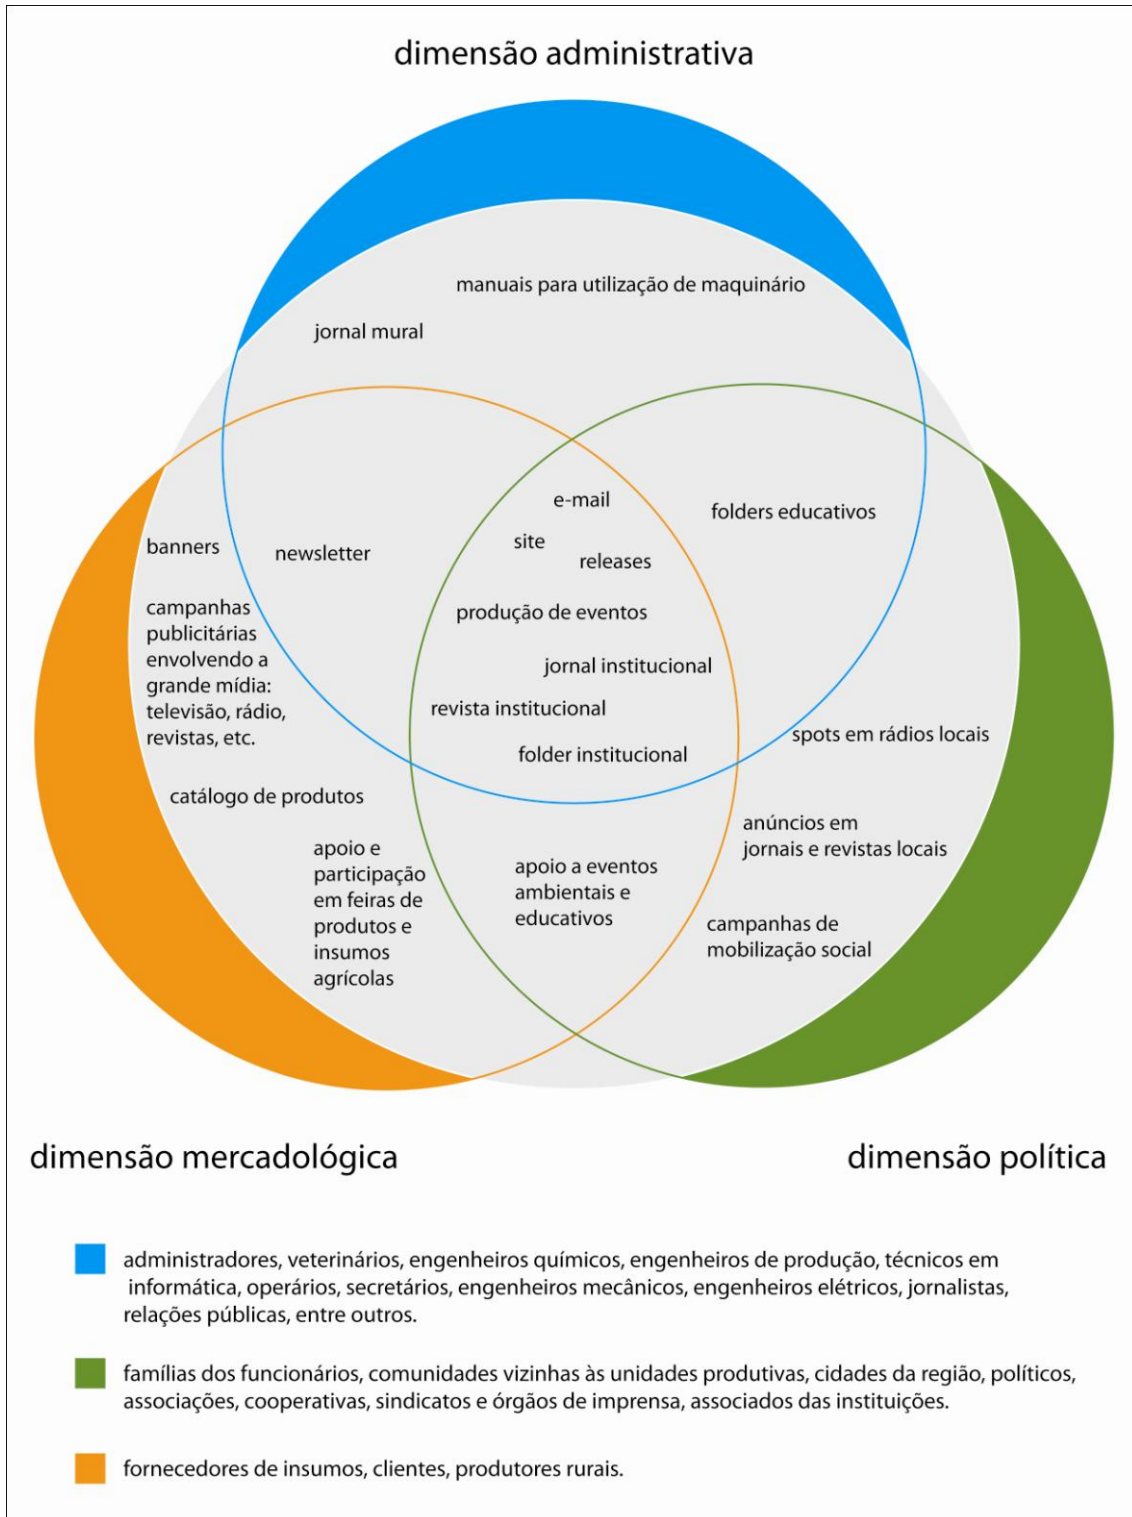 dimensão administrativa
manuais para utilização de maquinário
jornal mural
e-mail
folders educativos
site
banners
newsletter
releases
campanhas
publicitárias
envolvendo a
grande mídia:
televisão, rádio,
revistas, etc.
produção de eventos
jornal institucional
revista institucional
folder institucional
spots em rádios locais
catálogo de produtos
anúncios em
jornais e revistas locais
apoio e
participação
em feiras de
produtos e
insumos
agrícolas
apoio a eventos
ambientais e
educativos
campanhas de
mobilização social
dimensão mercadológica
dimensão política
administradores, veterinários, engenheiros químicos, engenheiros de produção, técnicos em
informática, operários, secretários, engenheiros mecânicos, engenheiros elétricos, jornalistas,
relações públicas, entre outros.
famílias dos funcionários, comunidades vizinhas às unidades produtivas, cidades da região, políticos,
associações, cooperativas, sindicatos e órgãos de imprensa, associados das instituições.
fornecedores de insumos, clientes, produtores rurais.